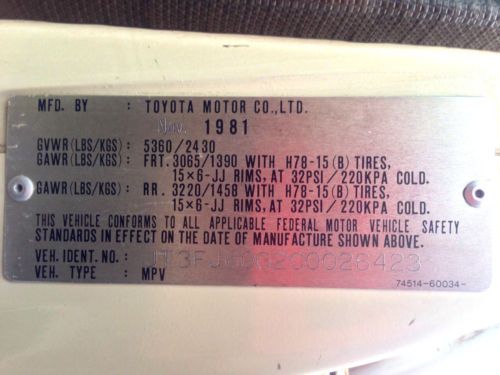 MFD. BY : TOYOTA MOTOR CO.,LTD.
Nov. 1981
GVWR(LBS/KGS) : 5360/2430
GAWR(LBS/KGS) : FRT. 3065/1390 WITH H78-15(B)TIRES,
15×6-JJ RIMS, AT 32PSI/220KPA COLD.
GAWR(LBS/KGS) : RR. 3220/1458 WITH H78-15(B)TIRES,
15×6-JJ RIMS, AT 32PSI/220KPA COLD.
THIS VEHICLE CONFORMS TO ALL APPLICABLE FEDERAL MOTOR VEHICLE SAFETY
STANDARDS IN EFFECT ON THE DATE OF MANUFACTURE SHOWN ABOVE.
VEH. IDENT. NO. :
VEH. TYPE : MPV
74514-60034-